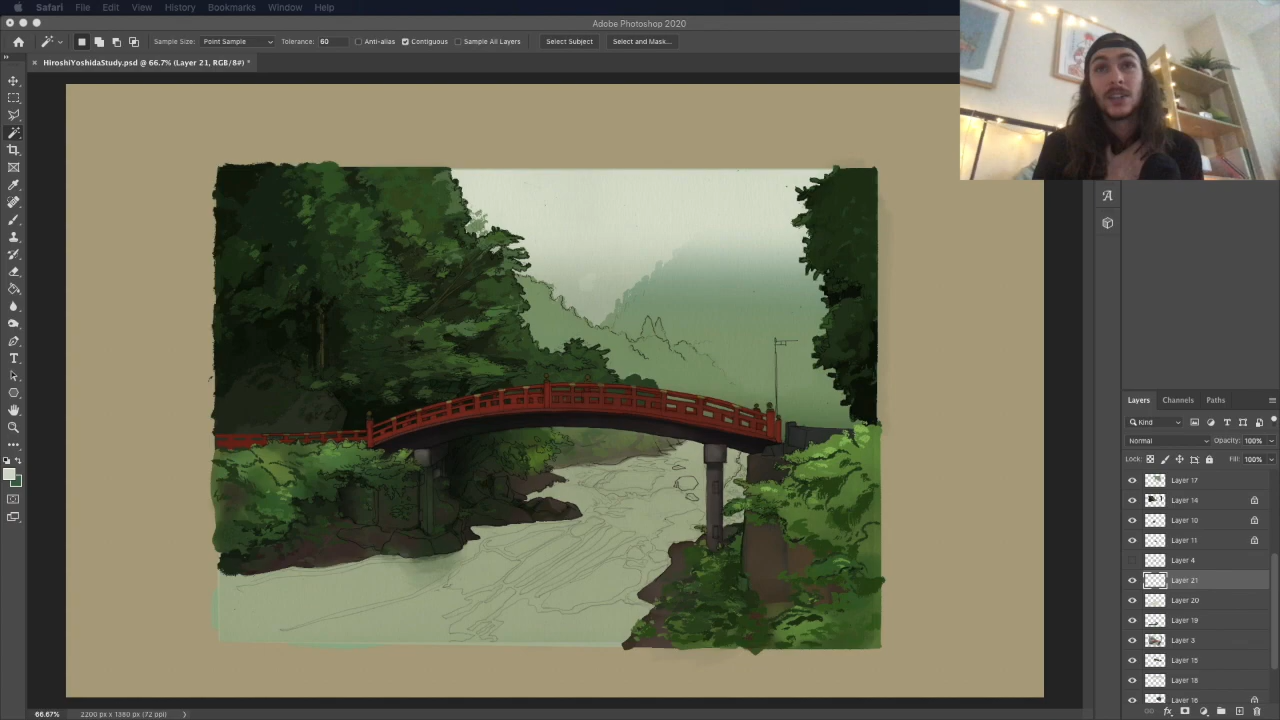 Safari File Edit View History Bookmarks Window Help
Adobe Photoshop 2020
Sample Size: Point Sample Tolerance: 60 Anti-alias Contiguous Sample All Layers Select Subject Select and Mask...
HiroshiYoshidaStudy.psd @ 66.7% (Layer 21, RGB/8#) *
Layers Channels Paths
Kind
Normal Opacity: 100%
Lock: Fill: 100%
Layer 17
Layer 14
Layer 10
Layer 11
Layer 4
Layer 21
Layer 20
Layer 19
Layer 3
Layer 15
Layer 18
Layer 16
66.67% 2200 px x 1380 px (72 ppi)